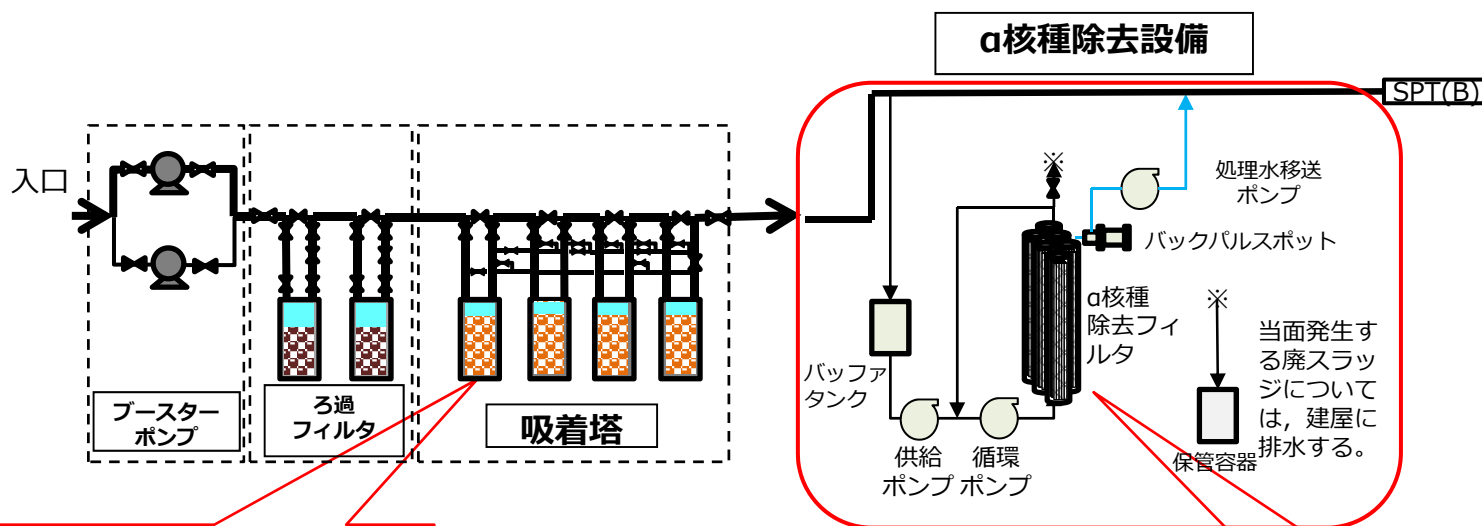 α核種除去設備
SPT(B)
入口
※
処理水移送
ポンプ
バックパルスポット
α核種
除去フィ
ルタ
※
当面発生す
る廃スラッ
ジについて
は，建屋に
排水する。
バッファ
タンク
ブースター
ポンプ
ろ過
フィルタ
吸着塔
供給
ポンプ
循環
ポンプ
保管容器